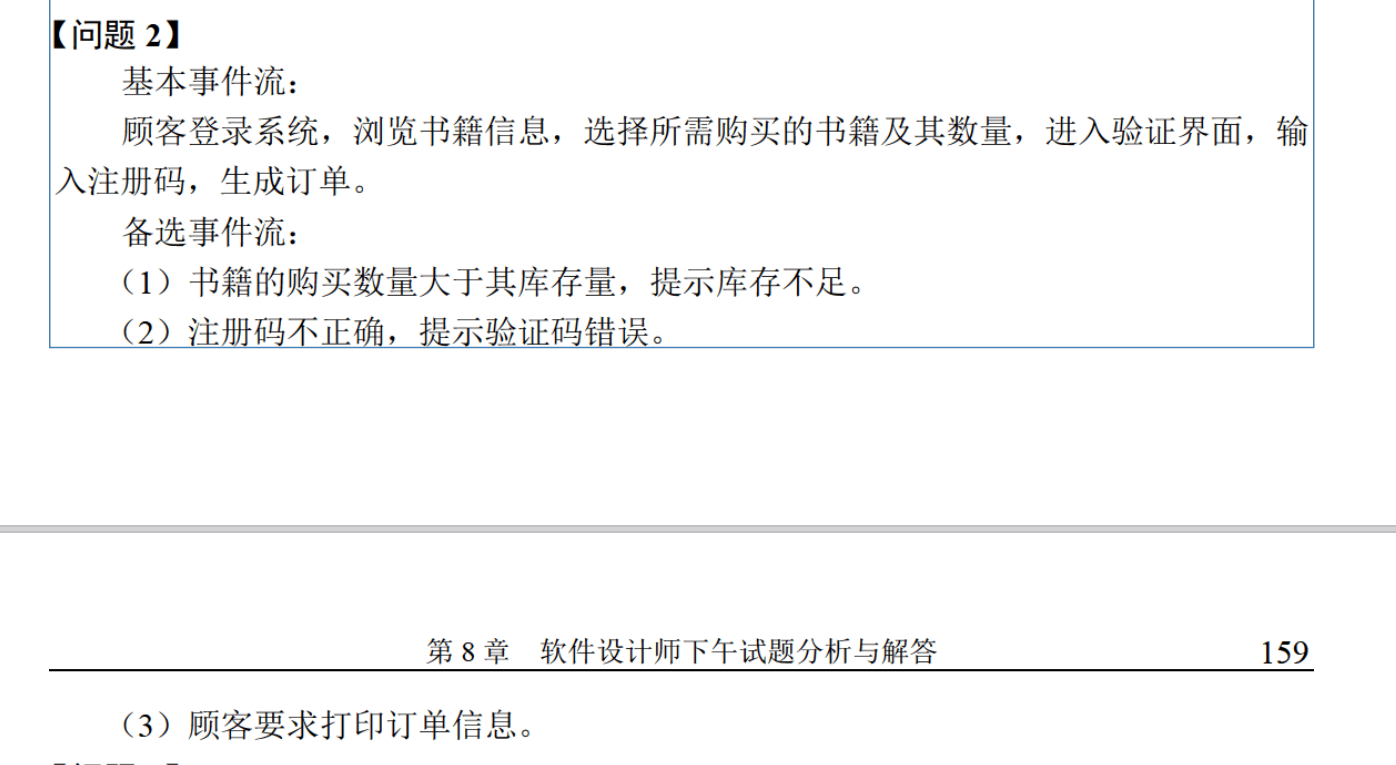 【问题 2】
基本事件流：
顾客登录系统，浏览书籍信息，选择所需购买的书籍及其数量，进入验证界面，输
入注册码，生成订单。
备选事件流：
（1）书籍的购买数量大于其库存量，提示库存不足。
（2）注册码不正确，提示验证码错误。
第 8 章　软件设计师下午试题分析与解答　159
（3）顾客要求打印订单信息。